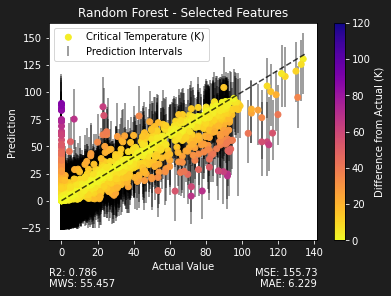 Random Forest - Selected Features
Critical Temperature (K)
Prediction Intervals
Prediction
150
125
100
75
50
25
0
−25
0 20 40 60 80 100 120 140
Actual Value
120
100
80
60
40
20
0
Difference from Actual (K)
R2: 0.786
MWS: 55.457
MSE: 155.73
MAE: 6.229